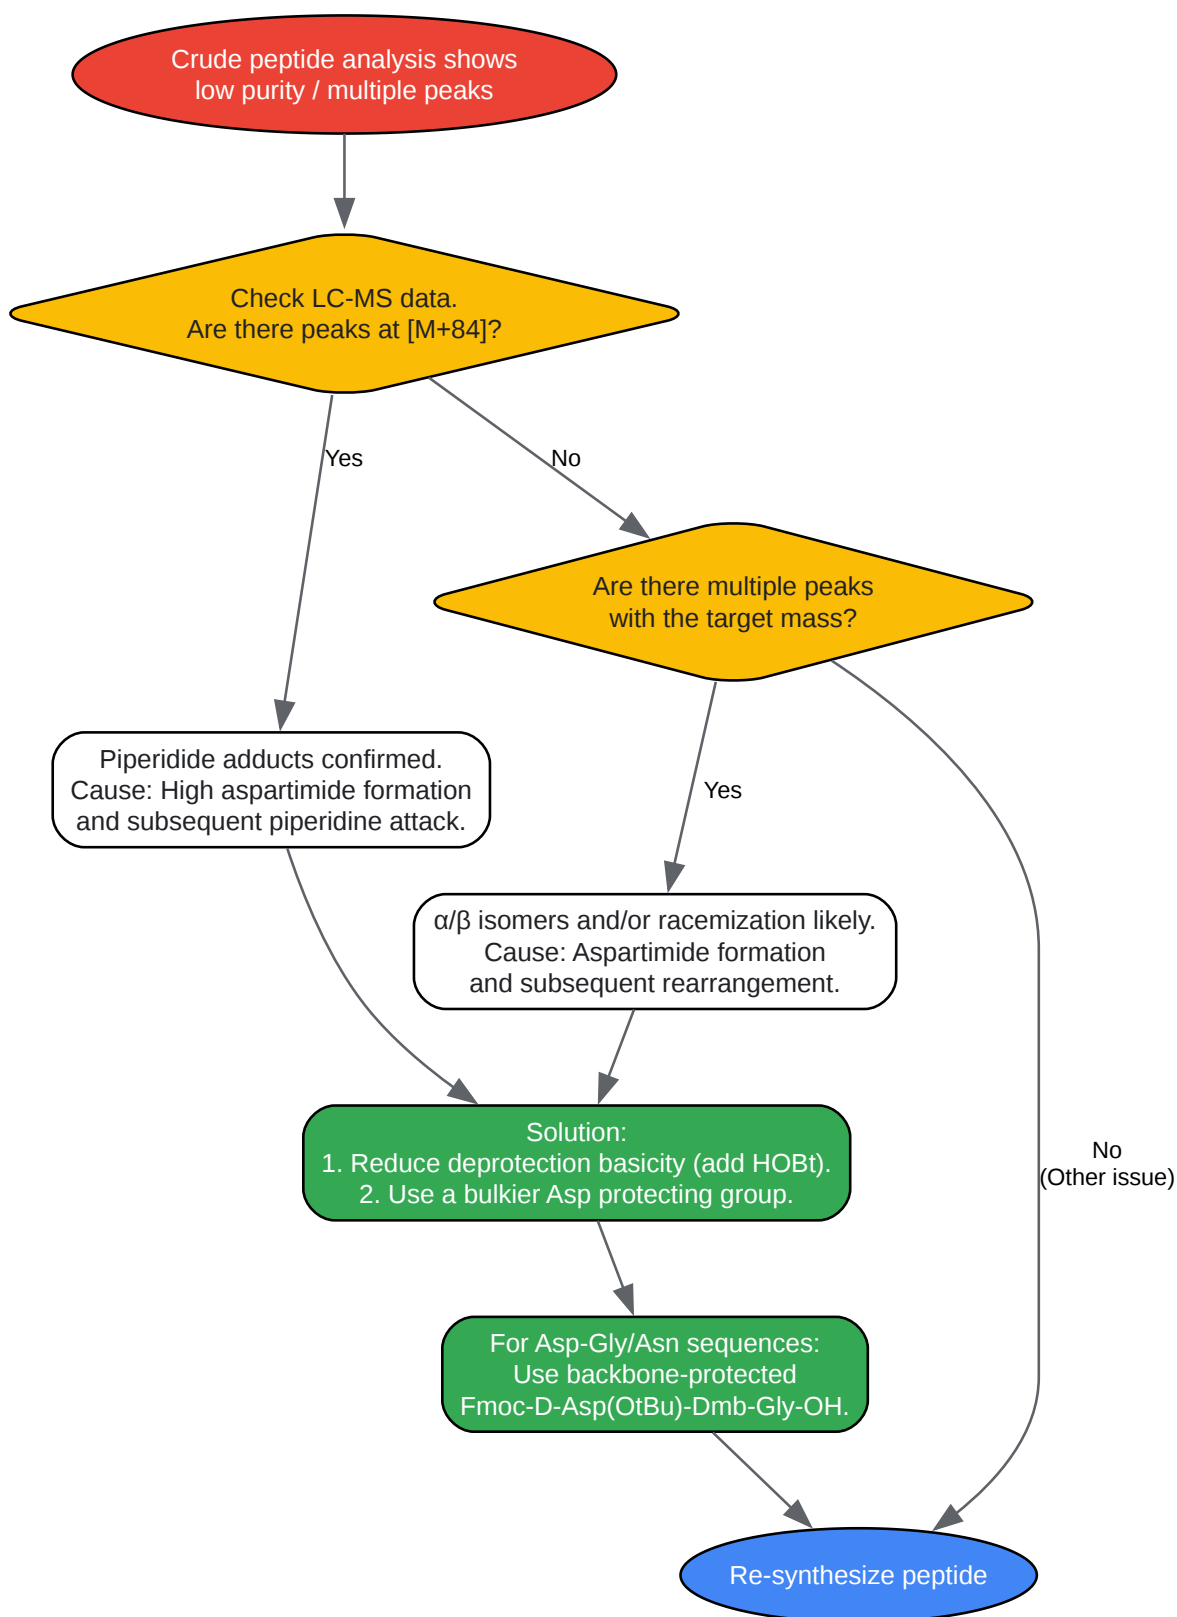 Crude peptide analysis shows
low purity / multiple peaks
Check LC-MS data.
Are there peaks at [M+84]?
Yes
No
Are there multiple peaks
with the target mass?
Piperidide adducts confirmed.
Cause: High aspartimide formation
and subsequent piperidine attack.
Yes
α/β isomers and/or racemization likely.
Cause: Aspartimide formation
and subsequent rearrangement.
Solution:
1. Reduce deprotection basicity (add HOBt).
2. Use a bulkier Asp protecting group.
No
(Other issue)
For Asp-Gly/Asn sequences:
Use backbone-protected
Fmoc-D-Asp(OtBu)-Dmb-Gly-OH.
Re-synthesize peptide